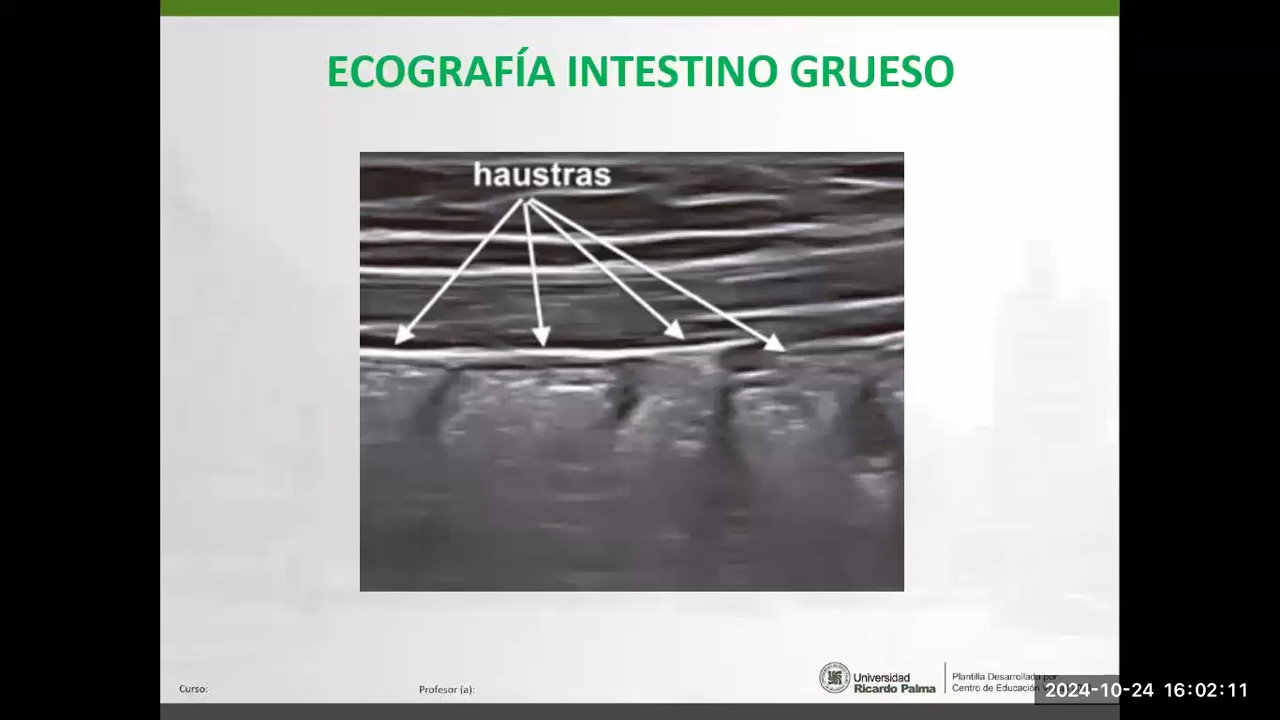 ECOGRAFÍA INTESTINO GRUESO
haustras
Curso:
Profesor (a):
Universidad
Ricardo Palma
Plantilla Desarrollada por
Centro de Educación
2024-10-24 16:02:11